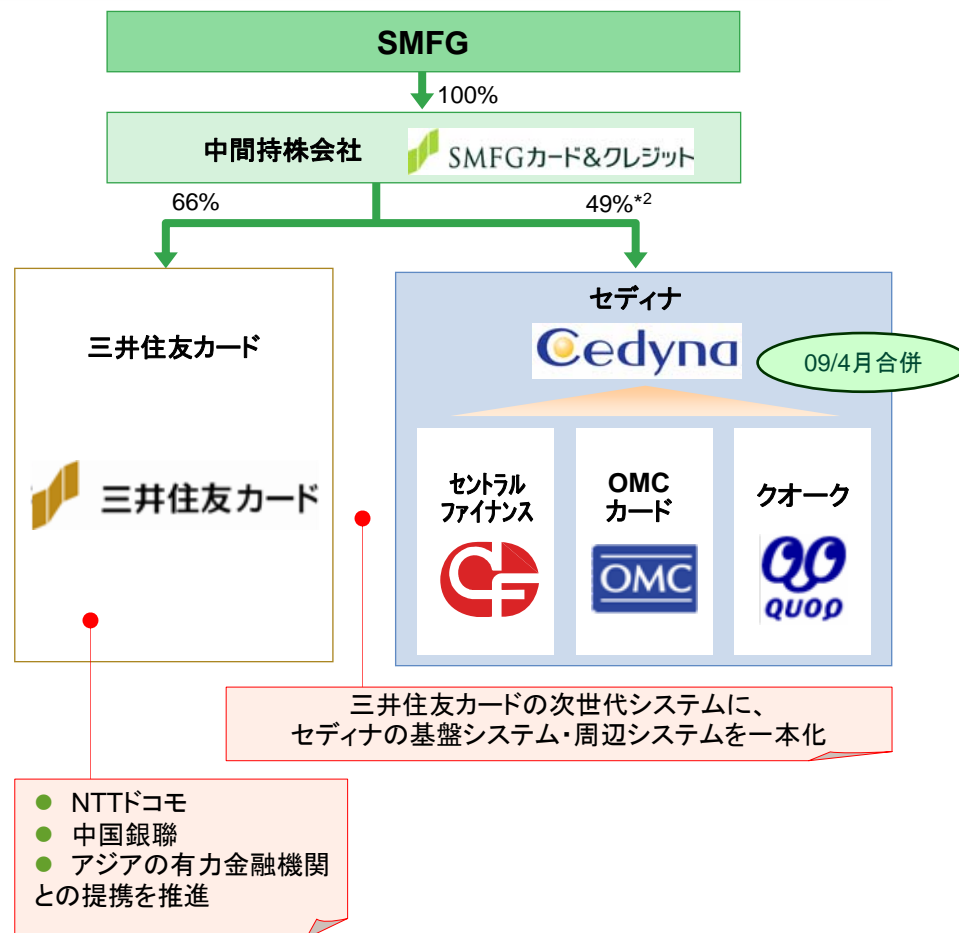 SMFG
100%
中間持株会社
SMFGカード&クレジット
66%
49%*2
三井住友カード
三井住友カード
セディナ
Cedyna
09/4月合併
セントラル
ファイナンス
CF
OMC
カード
OMC
クオーク
QUOQ
三井住友カードの次世代システムに、
セディナの基盤システム・周辺システムを一本化
● NTTドコモ
● 中国銀聯
● アジアの有力金融機関
との提携を推進